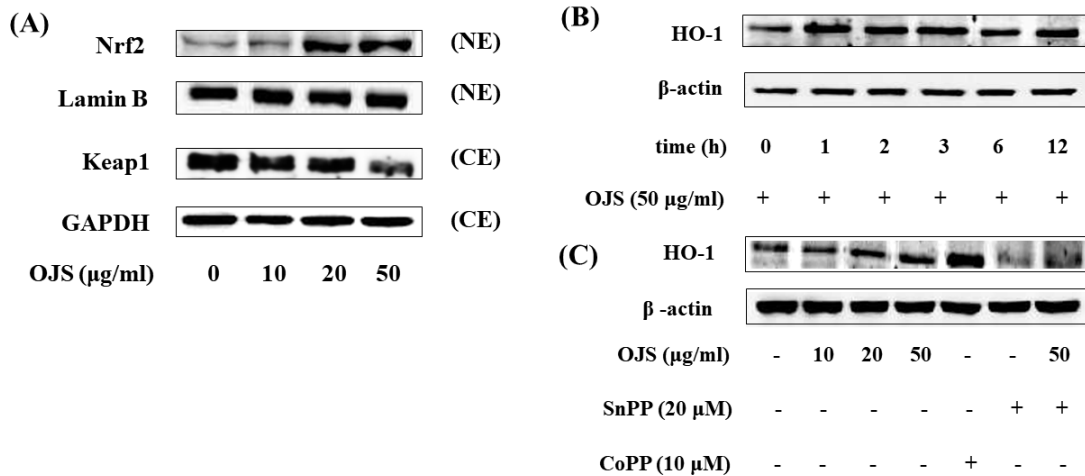 (A)
Nrf2 (NE)
Lamin B (NE)
Keap1 (CE)
GAPDH (CE)
OJS (µg/ml) 0 10 20 50
(B)
HO-1
β-actin
time (h) 0 1 2 3 6 12
OJS (50 µg/ml) + + + + + +
(C)
HO-1
β -actin
OJS (µg/ml) - 10 20 50 - - 50
SnPP (20 µM) - - - - - + +
CoPP (10 µM) - - - - + - -